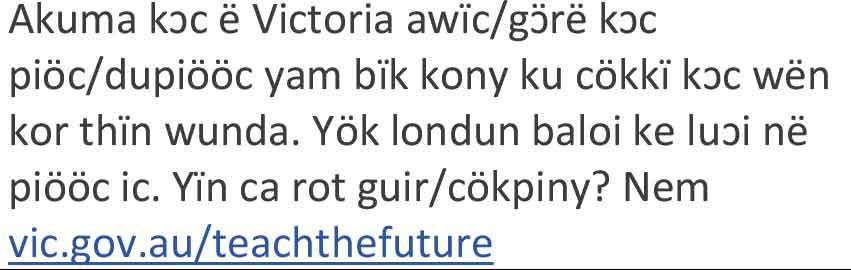 Akuma kɔc ë Victoria awïc/gɔ̈rë kɔc
piöc/dupiööc yam bïk kony ku cökkï kɔc wën
kor thïn wunda. Yök londun baloi ke luɔi në
piööc ic. Yïn ca rot guir/cökpiny? Nem
vic.gov.au/teachthefuture